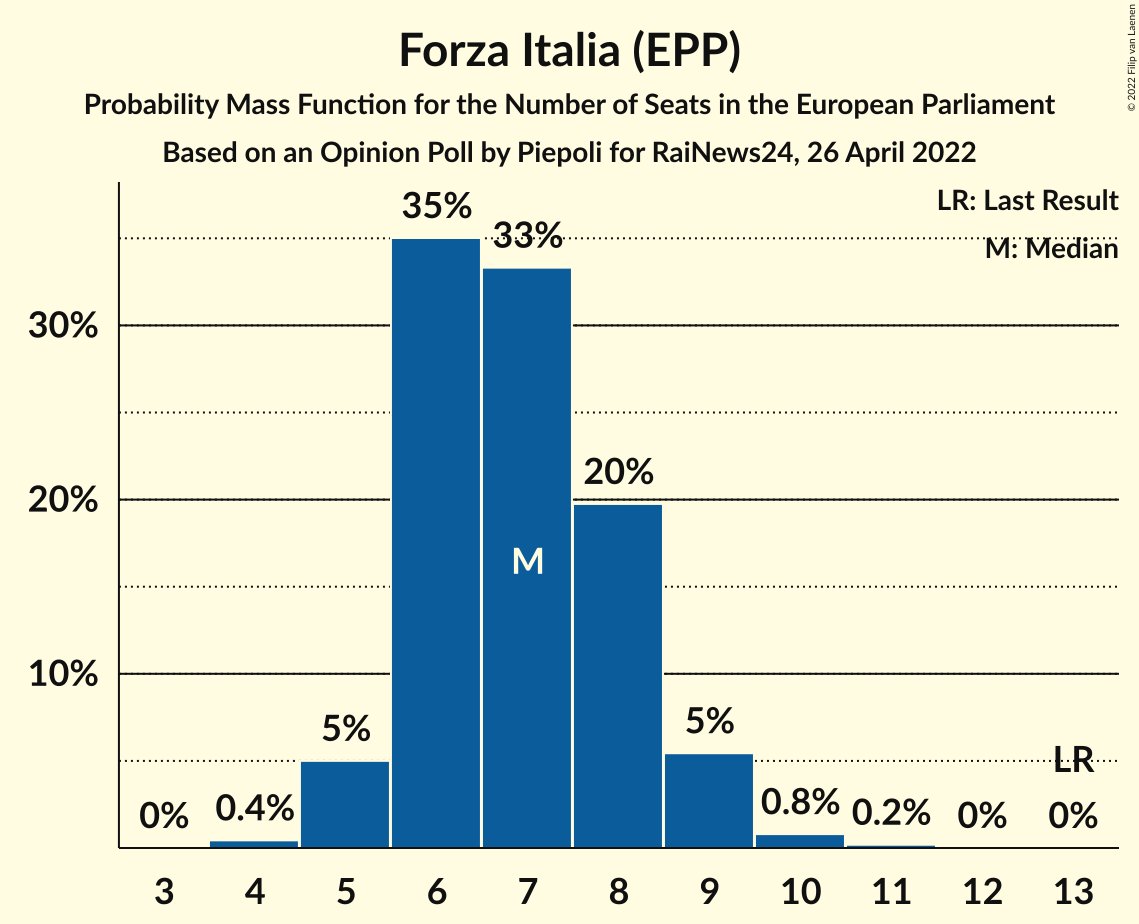 Forza Italia (EPP)
Probability Mass Function for the Number of Seats in the European Parliament
Based on an Opinion Poll by Piepoli for RaiNews24, 26 April 2022
© 2022 Filip van Laenen
LR: Last Result
M: Median
35%
33%
30%
20%
20%
M
10%
5%
5%
LR
0%
0.4%
0.8%
0.2%
0%
0%
3 4 5 6 7 8 9 10 11 12 13